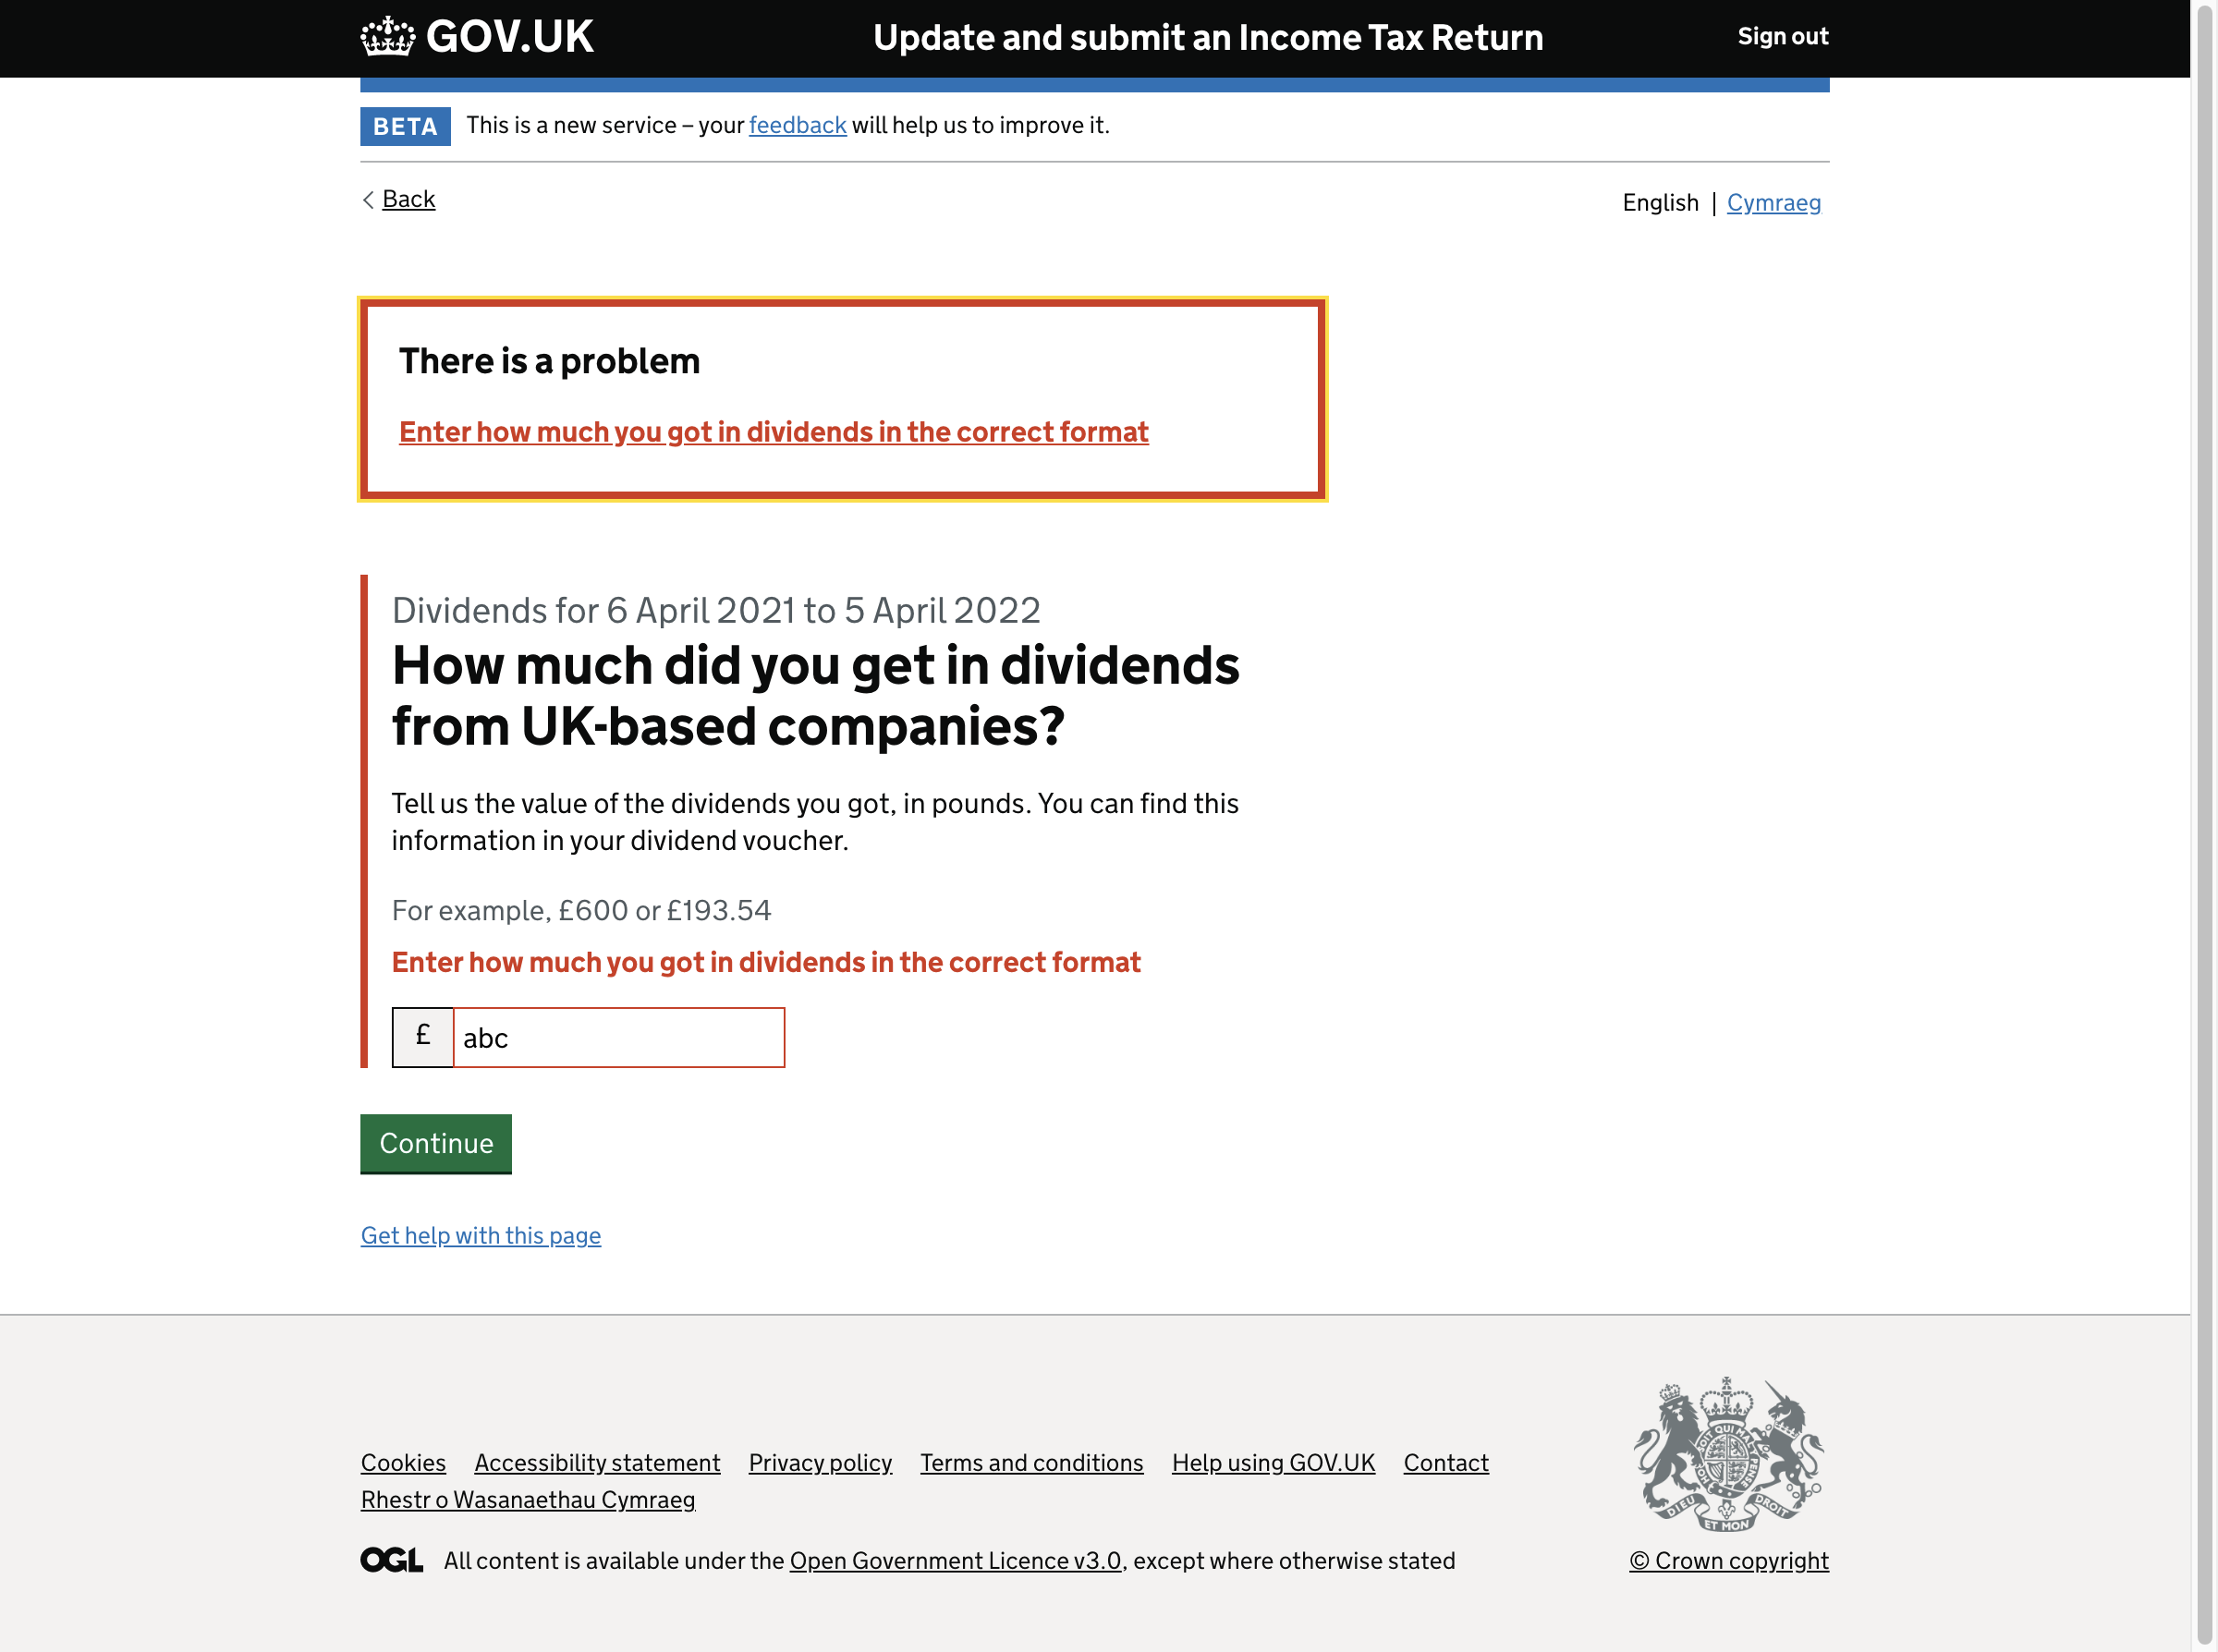 GOV.UK
Update and submit an Income Tax Return
Sign out
BETA
This is a new service – your feedback will help us to improve it.
Back
English | Cymraeg
There is a problem
Enter how much you got in dividends in the correct format
Dividends for 6 April 2021 to 5 April 2022
How much did you get in dividends
from UK-based companies?
Tell us the value of the dividends you got, in pounds. You can find this
information in your dividend voucher.
For example, £600 or £193.54
Enter how much you got in dividends in the correct format
£ abc
Continue
Get help with this page
Cookies Accessibility statement Privacy policy Terms and conditions Help using GOV.UK Contact
Rhestr o Wasanaethau Cymraeg
OGL All content is available under the Open Government Licence v3.0, except where otherwise stated
DIEU ET MON DROIT
© Crown copyright